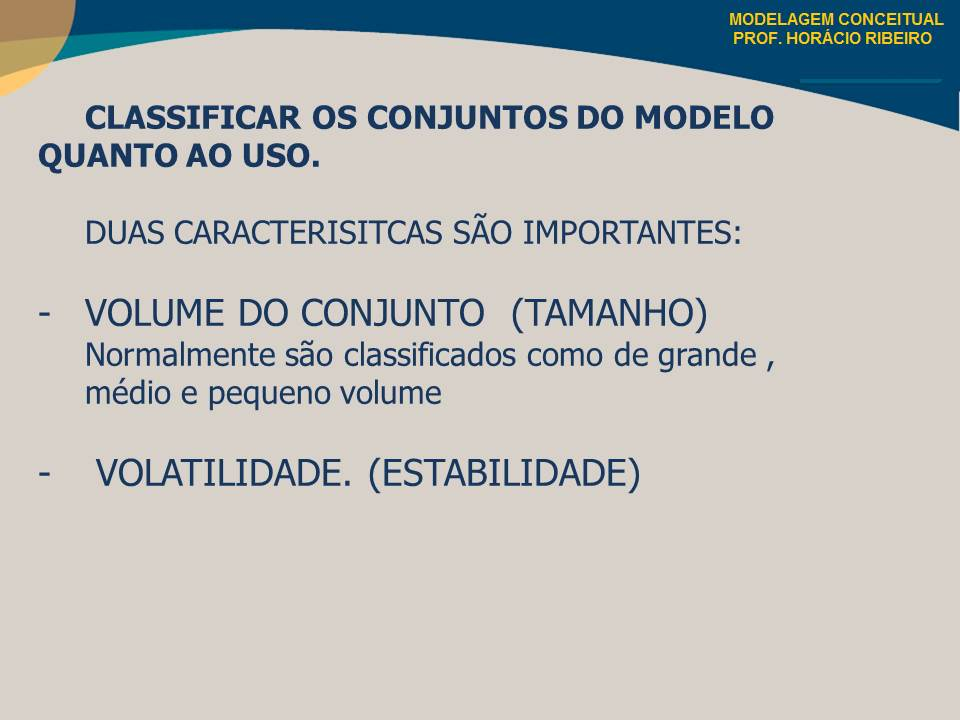 MODELAGEM CONCEITUAL
PROF. HORÁCIO RIBEIRO
CLASSIFICAR OS CONJUNTOS DO MODELO
QUANTO AO USO.
DUAS CARACTERISITCAS SÃO IMPORTANTES:
- VOLUME DO CONJUNTO (TAMANHO)
Normalmente são classificados como de grande ,
médio e pequeno volume
- VOLATILIDADE. (ESTABILIDADE)